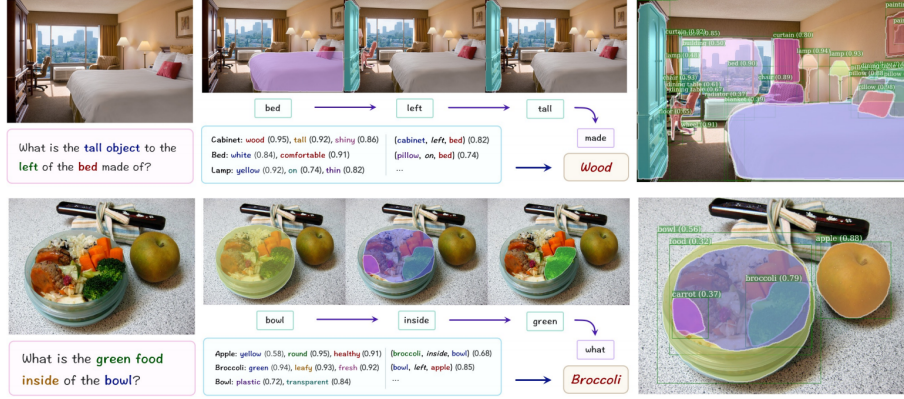 What is the tall object to the
left of the bed made of?
bed
left
tall
made
Cabinet: wood (0.95), tall (0.92), shiny (0.86)
Bed: white (0.84), comfortable (0.91)
Lamp: yellow (0.92), on (0.74), thin (0.82)
(cabinet, left, bed) (0.82)
(pillow, on, bed) (0.74)
...
Wood
curtain (0.80)
lamp (0.93)
bed (0.90)
What is the green food
inside of the bowl?
bowl
inside
green
what
Apple: yellow (0.58), round (0.95), healthy (0.91)
Broccoli: green (0.94), leafy (0.93), fresh (0.92)
Bowl: plastic (0.72), transparent (0.84)
(broccoli, inside, bowl) (0.68)
(bowl, left, apple) (0.85)
...
Broccoli
bowl (0.56)
apple (0.88)
broccoli (0.79)
carrot (0.37)